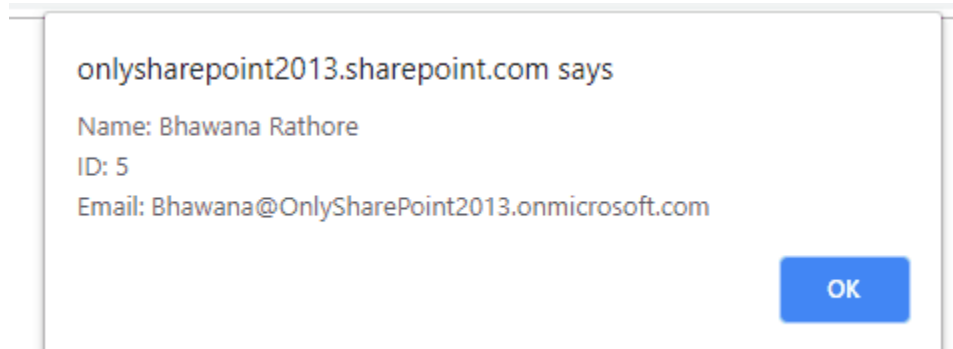 onlysharepoint2013.sharepoint.com says
Name: Bhawana Rathore
ID: 5
Email: Bhawana@OnlySharePoint2013.onmicrosoft.com
OK